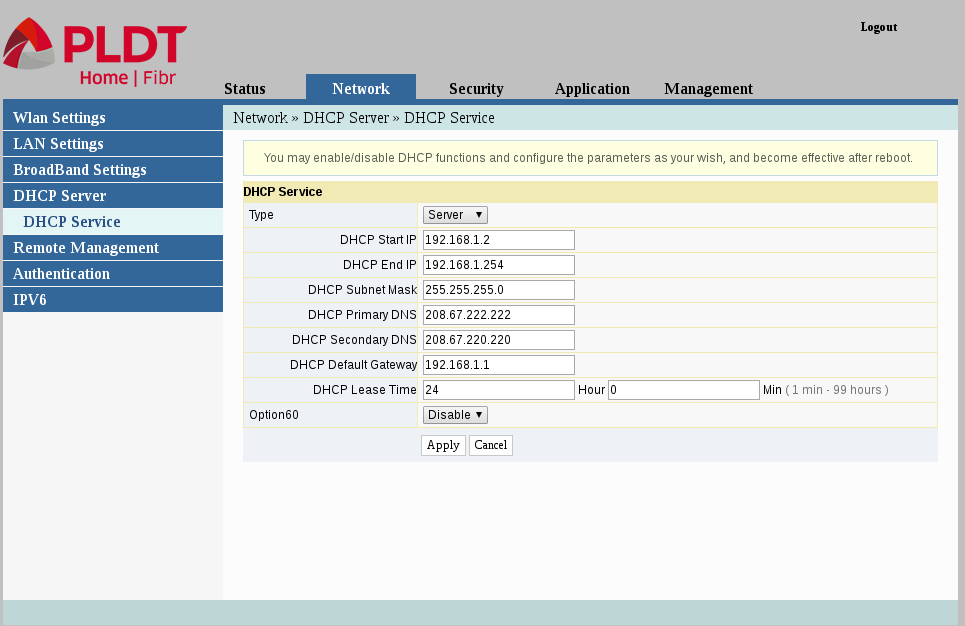 PLDT
Home | Fibr
Logout
Status Network Security Application Management
Network » DHCP Server » DHCP Service
Wlan Settings
LAN Settings
BroadBand Settings
DHCP Server
DHCP Service
Remote Management
Authentication
IPV6
You may enable/disable DHCP functions and configure the parameters as your wish, and become effective after reboot.
DHCP Service
Type Server ▼
DHCP Start IP 192.168.1.2
DHCP End IP 192.168.1.254
DHCP Subnet Mask 255.255.255.0
DHCP Primary DNS 208.67.222.222
DHCP Secondary DNS 208.67.220.220
DHCP Default Gateway 192.168.1.1
DHCP Lease Time 24 Hour 0 Min ( 1 min - 99 hours )
Option60 Disable ▼
Apply Cancel